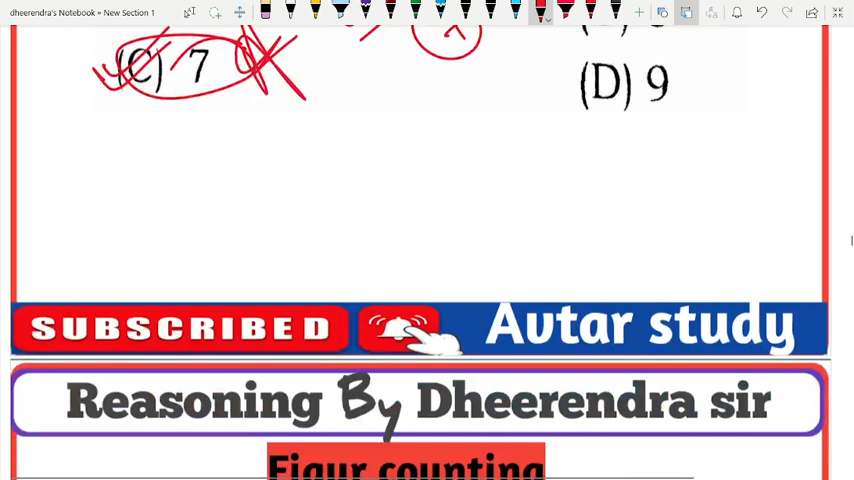 dheerendra's Notebook » New Section 1
(C) 7
(D) 9
SUBSCRIBED
Avtar study
Reasoning By Dheerendra sir
Figur counting